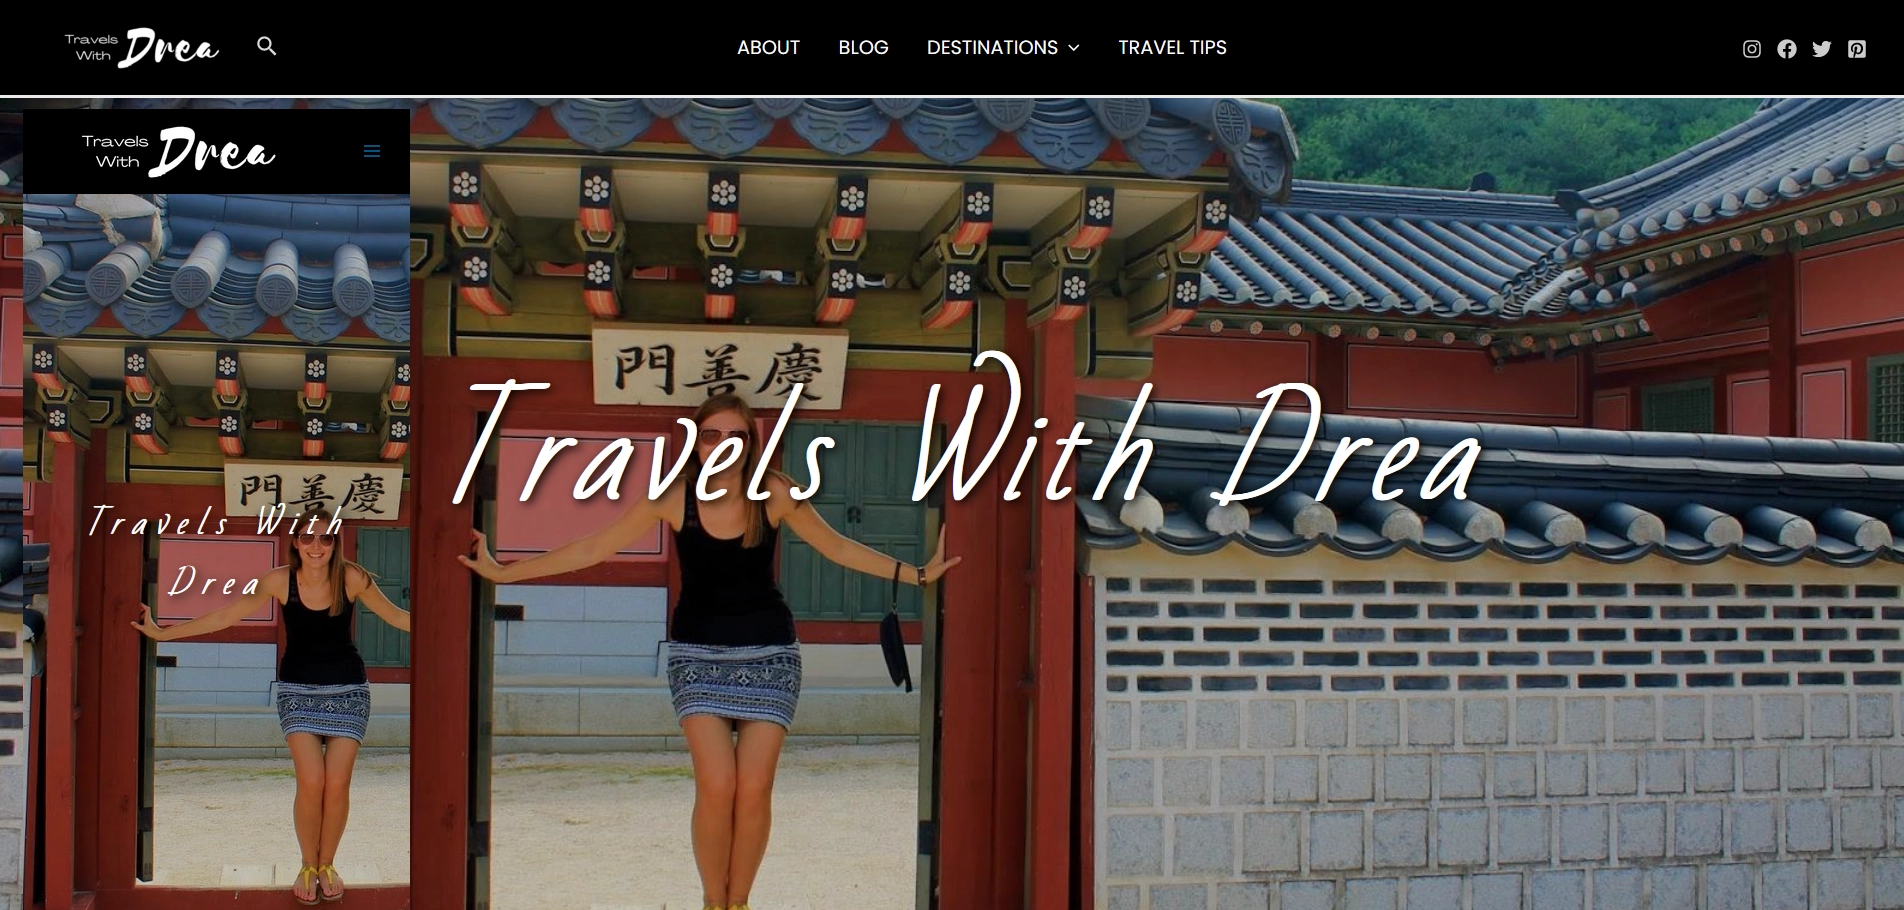 Travels
With Drea
ABOUT BLOG DESTINATIONS TRAVEL TIPS
Travels
With Drea
門善慶
Travels With Drea
門善慶
Travels With
Drea